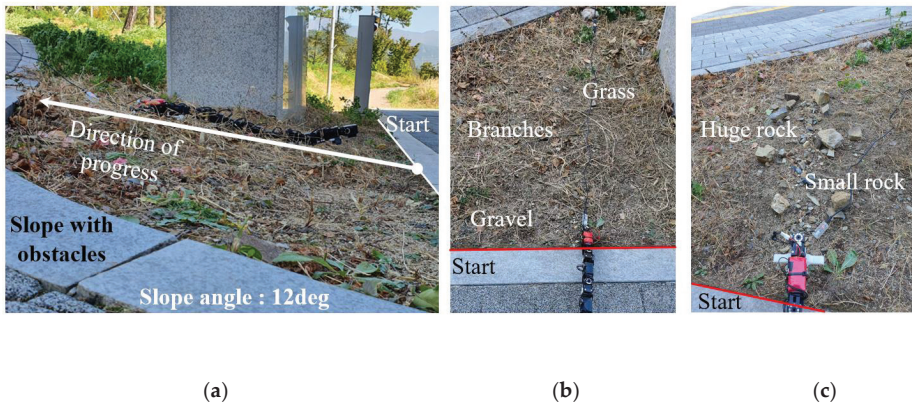 Start
Direction of
progress
Slope with
obstacles
Slope angle : 12deg
Grass
Branches
Gravel
Start
Huge rock
Small rock
Start
(a)
(b)
(c)